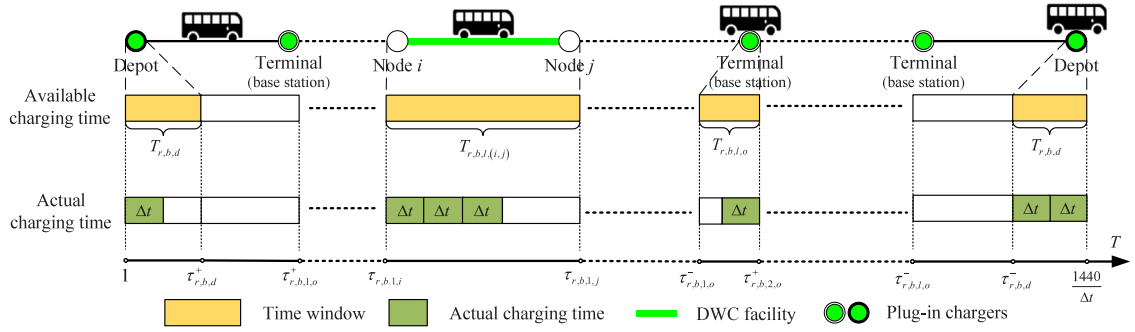 Depot
Terminal
(base station)
Node i
Node j
Terminal
(base station)
Terminal
(base station)
Depot
Available
charging time
T_{r,b,d}
T_{r,b,l,(i,j)}
T_{r,b,l,o}
T_{r,b,d}
Actual
charging time
Δt
Δt Δt Δt
Δt
Δt Δt
T
1
τ^+_{r,b,d}
τ^+_{r,b,1,o}
τ_{r,b,1,i}
τ_{r,b,1,j}
τ^-_{r,b,1,o}
τ^+_{r,b,2,o}
τ^-_{r,b,l,o}
τ^-_{r,b,d}
1440
Δt
Time window
Actual charging time
DWC facility
Plug-in chargers